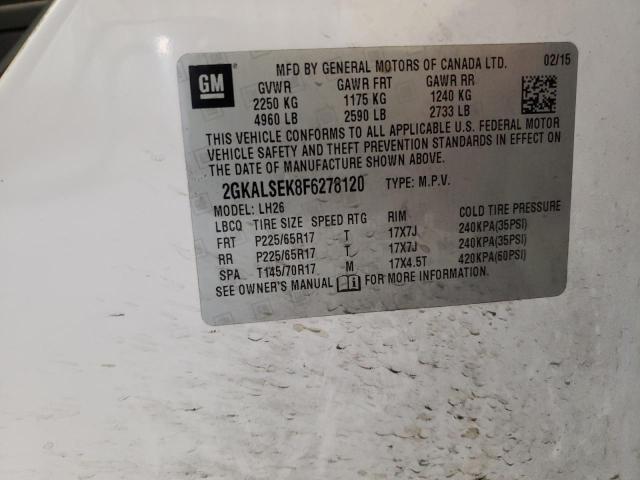 GM MFD BY GENERAL MOTORS OF CANADA LTD. 02/15
GVWR GAWR FRT GAWR RR
2250 KG 1175 KG 1240 KG
4960 LB 2590 LB 2733 LB
THIS VEHICLE CONFORMS TO ALL APPLICABLE U.S. FEDERAL MOTOR
VEHICLE SAFETY AND THEFT PREVENTION STANDARDS IN EFFECT ON
THE DATE OF MANUFACTURE SHOWN ABOVE.
2GKALSEK8F6278120 TYPE: M.P.V.
MODEL: LH26
LBCQ TIRE SIZE SPEED RTG RIM COLD TIRE PRESSURE
FRT P225/65R17 T 17X7J 240KPA(35PSI)
RR P225/65R17 T 17X7J 240KPA(35PSI)
SPA T145/70R17 M 17X4.5T 420KPA(60PSI)
SEE OWNER'S MANUAL FOR MORE INFORMATION.